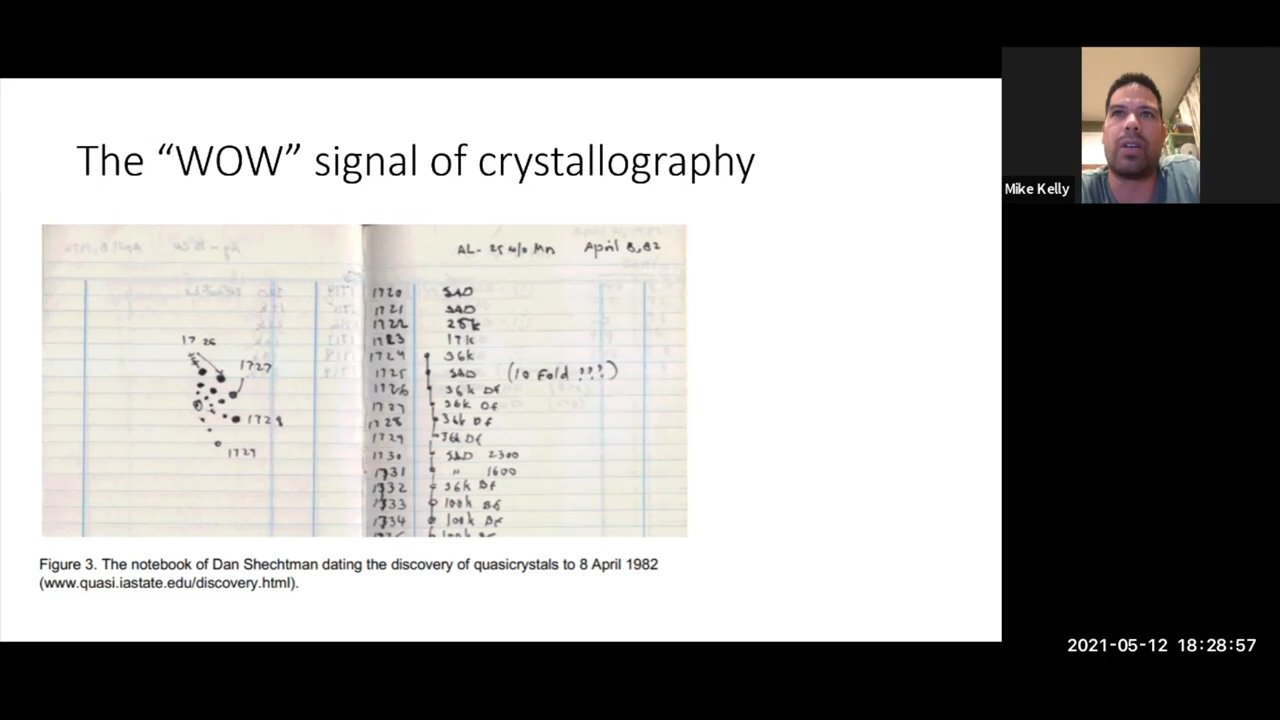 The “WOW” signal of crystallography
Mike Kelly
AL- 25 w/o Mn April 8,82
1720 SAD
1721 SAD
1722 25k
1723 17k
1724 36k
1725 SAD (10 Fold ???)
1726 36k Df
1727 36k Df
1728 36k Df
1729 36k Df
1730 SAD 2300
1731 " 1600
1732 36k Bf
1733 100k Bf
1734 100k Bf
1726
1727
1728
1729
Figure 3. The notebook of Dan Shechtman dating the discovery of quasicrystals to 8 April 1982
(www.quasi.iastate.edu/discovery.html).
2021-05-12 18:28:57